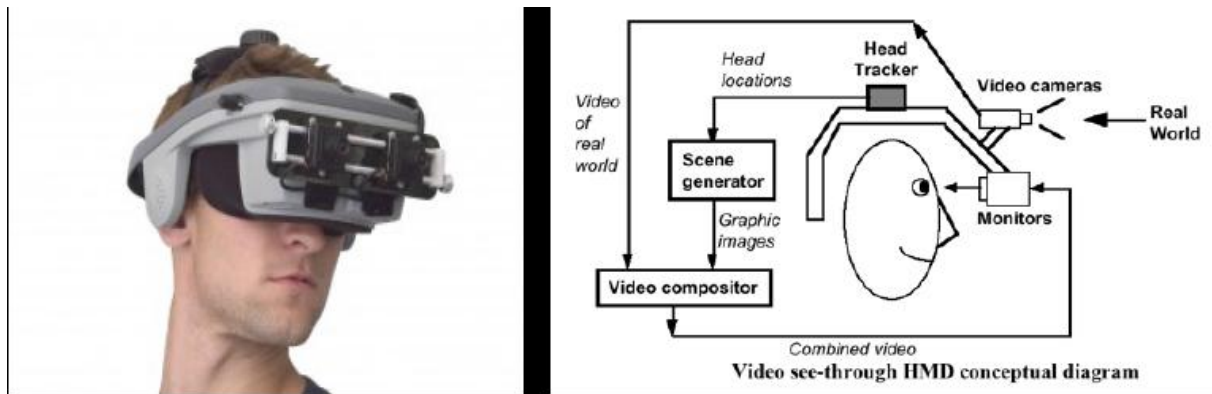 Head
locations
Head
Tracker
Video cameras
Real
World
Video
of
real
world
Scene
generator
Monitors
Graphic
images
Video compositor
Combined video
Video see-through HMD conceptual diagram